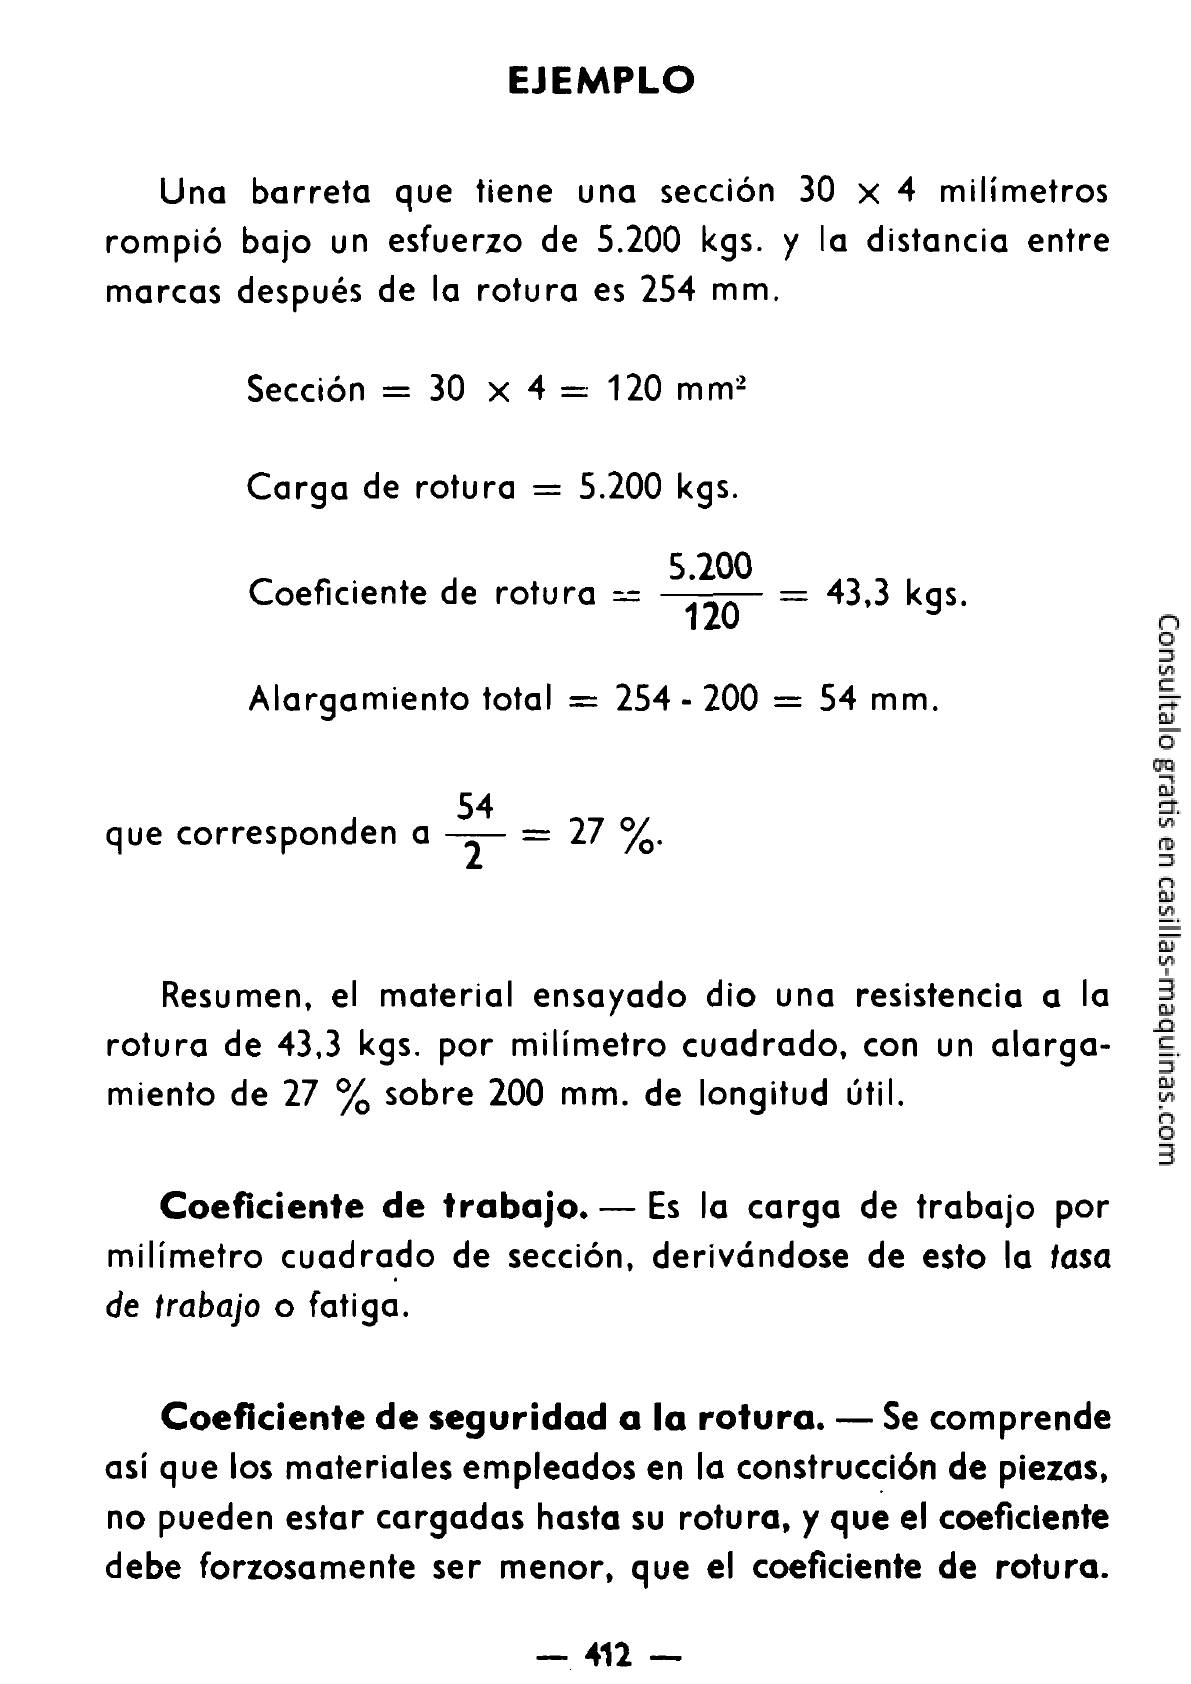 EJEMPLO
Una barreta que tiene una sección 30 x 4 milímetros
rompió bajo un esfuerzo de 5.200 kgs. y la distancia entre
marcas después de la rotura es 254 mm.
Sección = 30 x 4 = 120 mm²
Carga de rotura = 5.200 kgs.
Coeficiente de rotura = 5.200/120 = 43,3 kgs.
Alargamiento total = 254 - 200 = 54 mm.
que corresponden a 54/2 = 27 %.
Resumen, el material ensayado dio una resistencia a la
rotura de 43,3 kgs. por milímetro cuadrado, con un alarga-
miento de 27 % sobre 200 mm. de longitud útil.
Coeficiente de trabajo. — Es la carga de trabajo por
milímetro cuadrado de sección, derivándose de esto la tasa
de trabajo o fatiga.
Coeficiente de seguridad a la rotura. — Se comprende
así que los materiales empleados en la construcción de piezas,
no pueden estar cargadas hasta su rotura, y que el coeficiente
debe forzosamente ser menor, que el coeficiente de rotura.
— 412 —
Consultalo gratis en casillas-maquinas.com